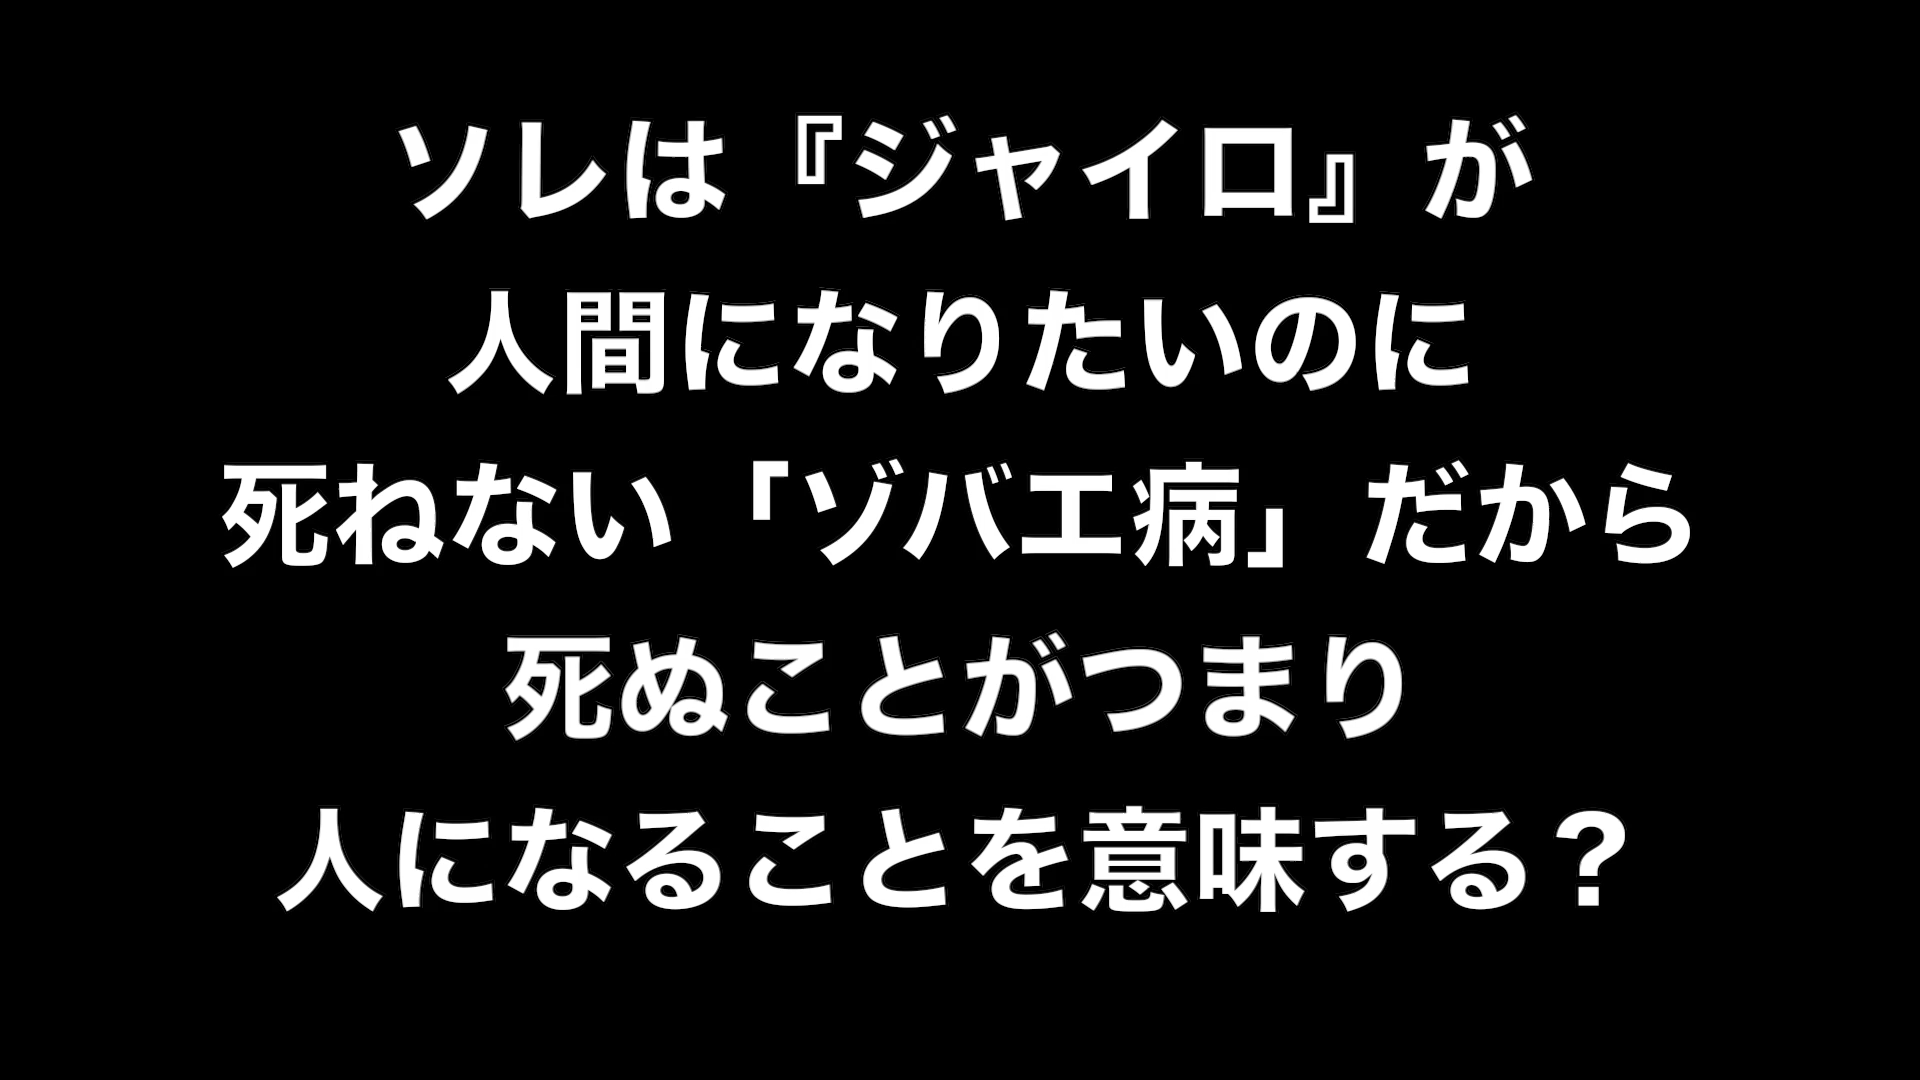 ソレは『ジャイロ』が
人間になりたいのに
死ねない「ゾバエ病」だから
死ぬことがつまり
人になることを意味する？